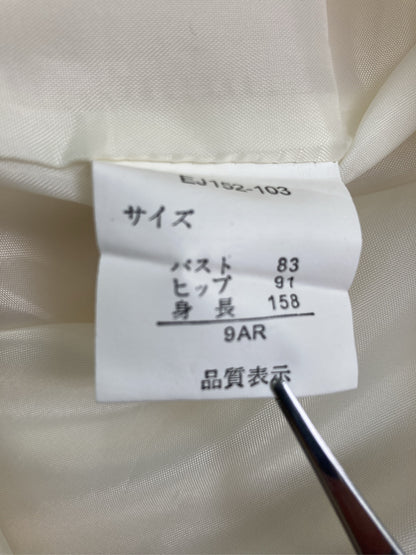 EJ152-103
サイズ
バスト 83
ヒップ 91
身長 158
9AR
品質表示